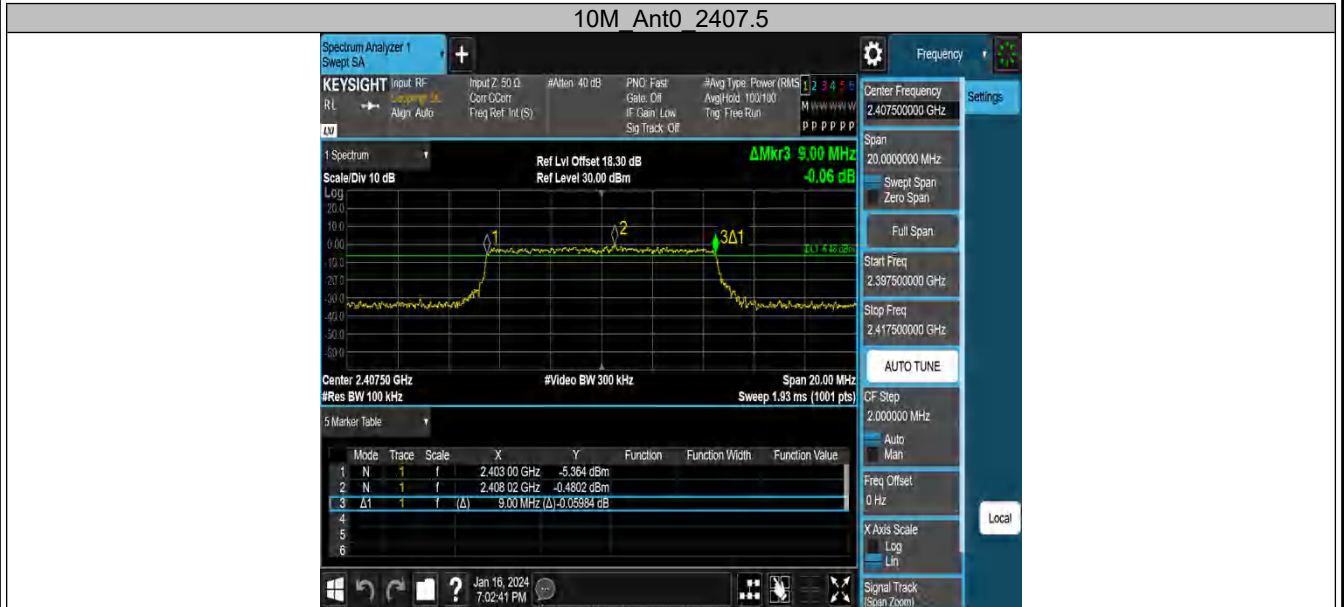 10M_Ant0_2407.5
Spectrum Analyzer 1
Swept SA
+
Frequency
KEYSIGHT Input: RF
RL
Align: Auto
LXI
Input Z: 50 Ω
Corr CCorr
Freq Ref: Int (S)
#Atten: 40 dB
PNO: Fast
Gate: Off
IF Gain: Low
Sig Track: Off
#Avg Type: Power (RMS
Avg|Hold: 100/100
Trig: Free Run
1 2 3 4 5 6
M w w w w w
P P P P P P
1 Spectrum
Scale/Div 10 dB
Ref Lvl Offset 18.30 dB
Ref Level 30.00 dBm
ΔMkr3 9.00 MHz
-0.06 dB
Log
20.0
10.0
0.00
-10.0
-20.0
-30.0
-40.0
-50.0
-60.0
1
2
3Δ1
Center 2.40750 GHz
#Res BW 100 kHz
#Video BW 300 kHz
Span 20.00 MHz
Sweep 1.93 ms (1001 pts)
5 Marker Table
Mode Trace Scale X Y Function Function Width Function Value
1 N 1 f 2.403 00 GHz -5.364 dBm
2 N 1 f 2.408 02 GHz -0.4802 dBm
3 Δ1 1 f (Δ) 9.00 MHz (Δ) -0.05984 dB
4
5
6
?
Jan 16, 2024
7:02:41 PM
Center Frequency
2.407500000 GHz
Settings
Span
20.0000000 MHz
Swept Span
Zero Span
Full Span
Start Freq
2.397500000 GHz
Stop Freq
2.417500000 GHz
AUTO TUNE
CF Step
2.000000 MHz
Auto
Man
Freq Offset
0 Hz
X Axis Scale
Log
Lin
Local
Signal Track
(Span Zoom)